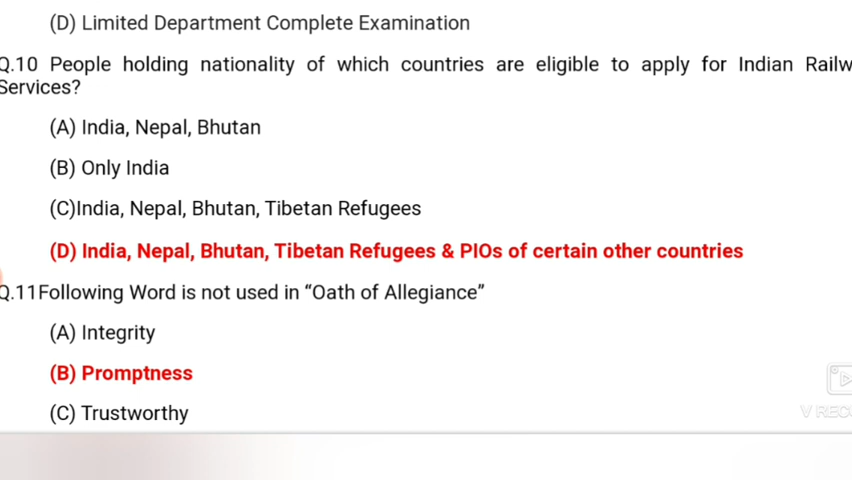 (D) Limited Department Complete Examination
Q.10 People holding nationality of which countries are eligible to apply for Indian Railw
Services?
(A) India, Nepal, Bhutan
(B) Only India
(C)India, Nepal, Bhutan, Tibetan Refugees
(D) India, Nepal, Bhutan, Tibetan Refugees & PIOs of certain other countries
Q.11Following Word is not used in “Oath of Allegiance”
(A) Integrity
(B) Promptness
(C) Trustworthy
V REC